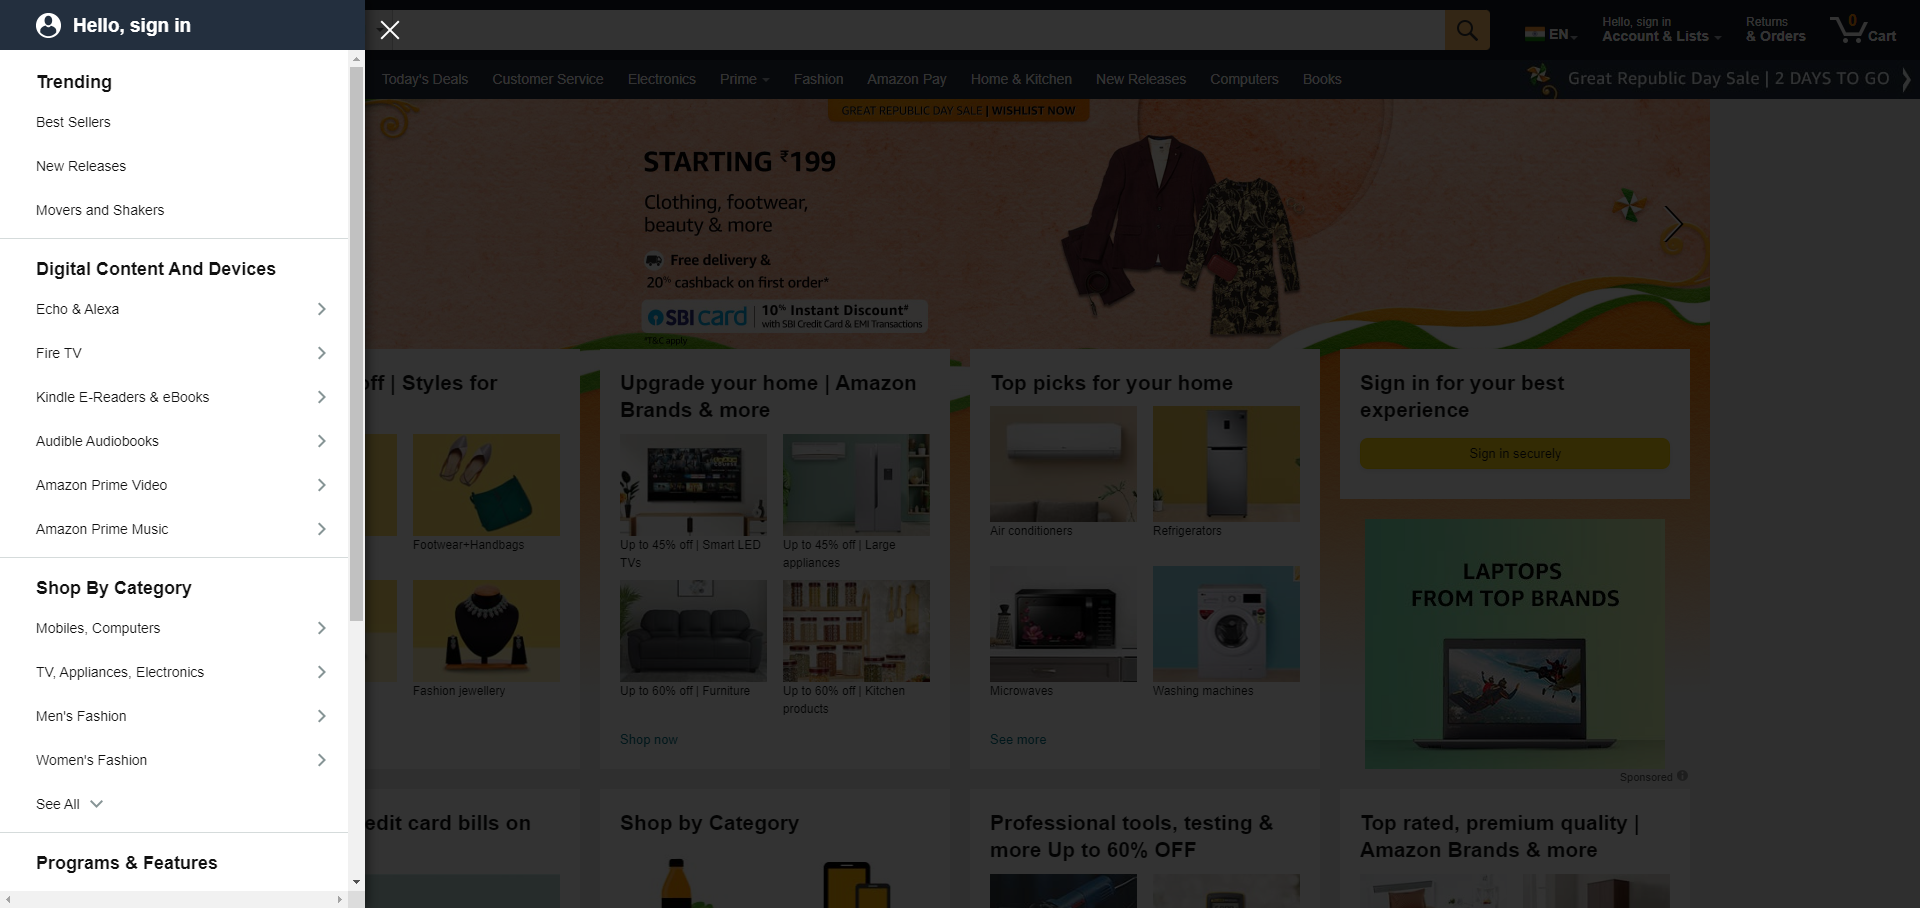 Hello, sign in
Trending
Best Sellers
New Releases
Movers and Shakers
Digital Content And Devices
Echo & Alexa
Fire TV
Kindle E-Readers & eBooks
Audible Audiobooks
Amazon Prime Video
Amazon Prime Music
Shop By Category
Mobiles, Computers
TV, Appliances, Electronics
Men's Fashion
Women's Fashion
See All
Programs & Features
EN
Hello, sign in
Account & Lists
Returns
& Orders
0
Cart
Today's Deals Customer Service Electronics Prime Fashion Amazon Pay Home & Kitchen New Releases Computers Books
Great Republic Day Sale | 2 DAYS TO GO
GREAT REPUBLIC DAY SALE | WISHLIST NOW
STARTING ₹199
Clothing, footwear,
beauty & more
Free delivery &
20% cashback on first order*
SBI card
10% Instant Discount#
with SBI Credit Card & EMI Transactions
*T&C apply
off | Styles for
Footwear+Handbags
Fashion jewellery
Upgrade your home | Amazon
Brands & more
Up to 45% off | Smart LED
TVs
Up to 45% off | Large
appliances
Up to 60% off | Furniture
Up to 60% off | Kitchen
products
Shop now
Top picks for your home
Air conditioners
Refrigerators
Microwaves
Washing machines
See more
Sign in for your best
experience
Sign in securely
LAPTOPS
FROM TOP BRANDS
Sponsored
edit card bills on
Shop by Category
Professional tools, testing &
more Up to 60% OFF
Top rated, premium quality |
Amazon Brands & more